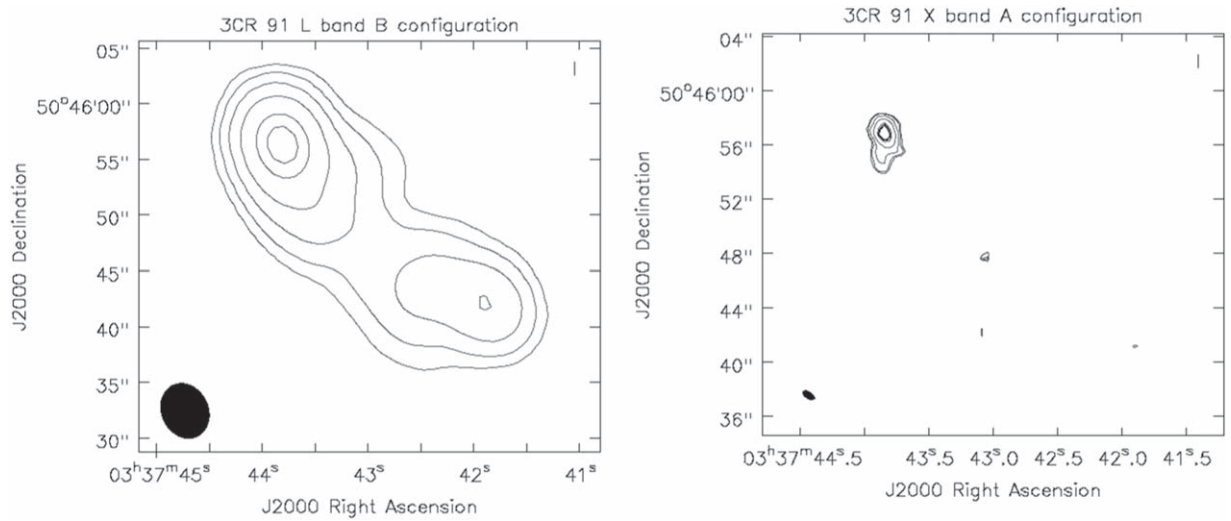 3CR 91 L band B configuration
I
05''
50°46'00''
55''
50''
45''
40''
35''
30''
J2000 Declination
03ʰ37ᵐ45ˢ
44ˢ
43ˢ
42ˢ
41ˢ
J2000 Right Ascension
3CR 91 X band A configuration
I
04''
50°46'00''
56''
52''
48''
44''
40''
36''
J2000 Declination
03ʰ37ᵐ44ˢ.5
43ˢ.5
43ˢ.0
42ˢ.5
42ˢ.0
41ˢ.5
J2000 Right Ascension